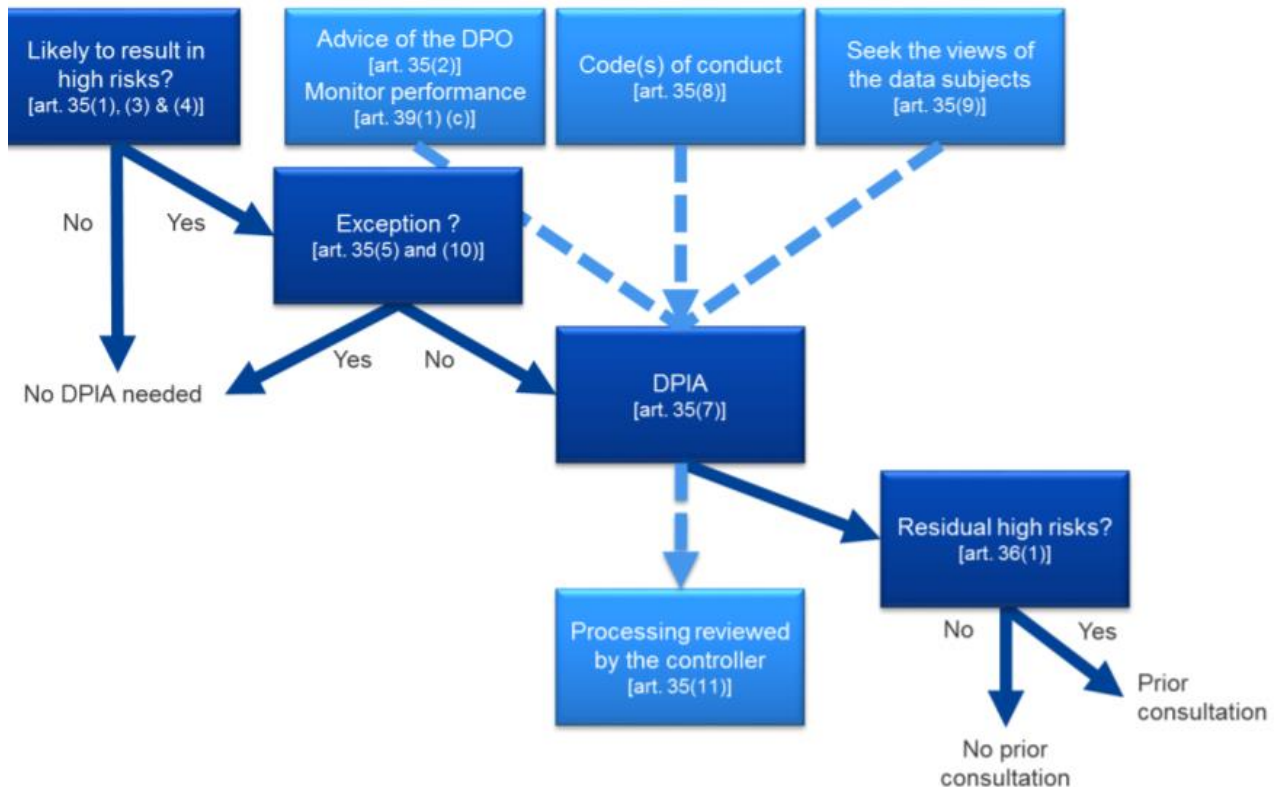 Likely to result in
high risks?
[art. 35(1), (3) & (4)]
Advice of the DPO
[art. 35(2)]
Monitor performance
[art. 39(1) (c)]
Code(s) of conduct
[art. 35(8)]
Seek the views of
the data subjects
[art. 35(9)]
No
Yes
Exception ?
[art. 35(5) and (10)]
Yes
No
No DPIA needed
DPIA
[art. 35(7)]
Residual high risks?
[art. 36(1)]
Processing reviewed
by the controller
[art. 35(11)]
No
Yes
Prior
consultation
No prior
consultation